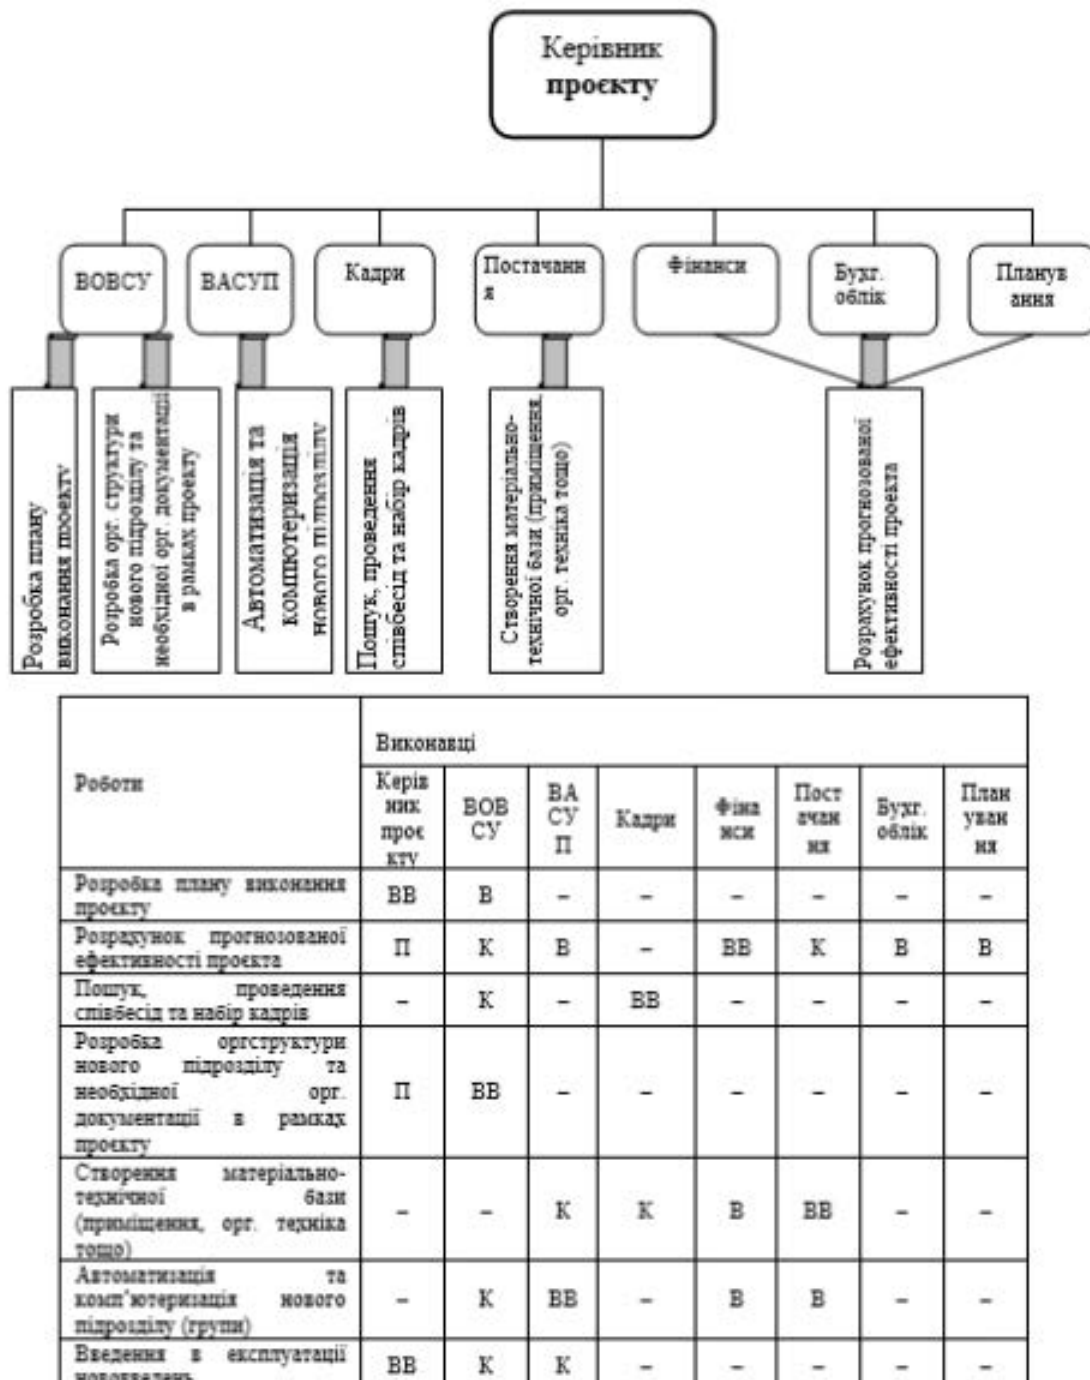 Керівник
проєкту
ВОВСУ
ВАСУП
Кадри
Постачанн
я
Фінанси
Бухг.
облік
Планув
ання
Розробка плану
виконання проекту
Розробка орг. структури
нового підрозділу та
необхідної орг. документації
в рамках проекту
Автоматизація та
компютеризація
нового підрозділу
Пошук, проведення
співбесід та набір кадрів
Створення матеріально-
технічної бази (приміщення,
орг. техніка тощо)
Розрахунок прогнозованої
ефективності проекта
Роботи
Виконавці
Керів
ник
проє
кту
ВОВ
СУ
ВА
СУ
П
Кадри
Фіна
нси
Пост
ачан
ня
Бухг.
облік
План
уван
ня
Розробка плану виконання
проєкту
ВВ В – – – – – –
Розрахунок прогнозованої
ефективності проєкта
П К В – ВВ К В В
Пошук, проведення
співбесід та набір кадрів
– К – ВВ – – – –
Розробка оргструктури
нового підрозділу та
необхідної орг.
документації в рамках
проєкту
П ВВ – – – – – –
Створення матеріально-
технічної бази
(приміщення, орг. техніка
тощо)
– – К К В ВВ – –
Автоматизація та
комп'ютеризація нового
підрозділу (групи)
– К ВВ – В В – –
Введення в експлуатації
нововведень
ВВ К К – – – – –